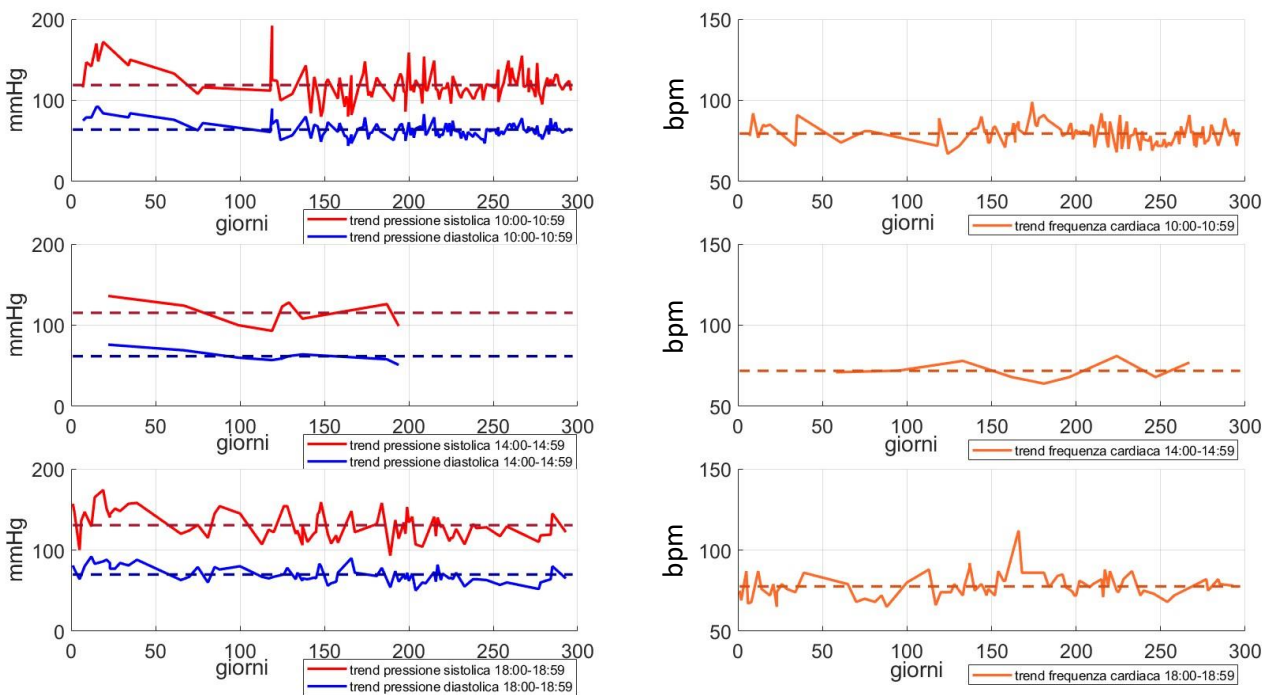 200
100
0
mmHg
0 50 100 150 200 250 300
giorni
trend pressione sistolica 10:00-10:59
trend pressione diastolica 10:00-10:59
150
100
50
bpm
0 50 100 150 200 250 300
giorni
trend frequenza cardiaca 10:00-10:59
200
100
0
mmHg
0 50 100 150 200 250 300
giorni
trend pressione sistolica 14:00-14:59
trend pressione diastolica 14:00-14:59
150
100
50
bpm
0 50 100 150 200 250 300
giorni
trend frequenza cardiaca 14:00-14:59
200
100
0
mmHg
0 50 100 150 200 250 300
giorni
trend pressione sistolica 18:00-18:59
trend pressione diastolica 18:00-18:59
150
100
50
bpm
0 50 100 150 200 250 300
giorni
trend frequenza cardiaca 18:00-18:59